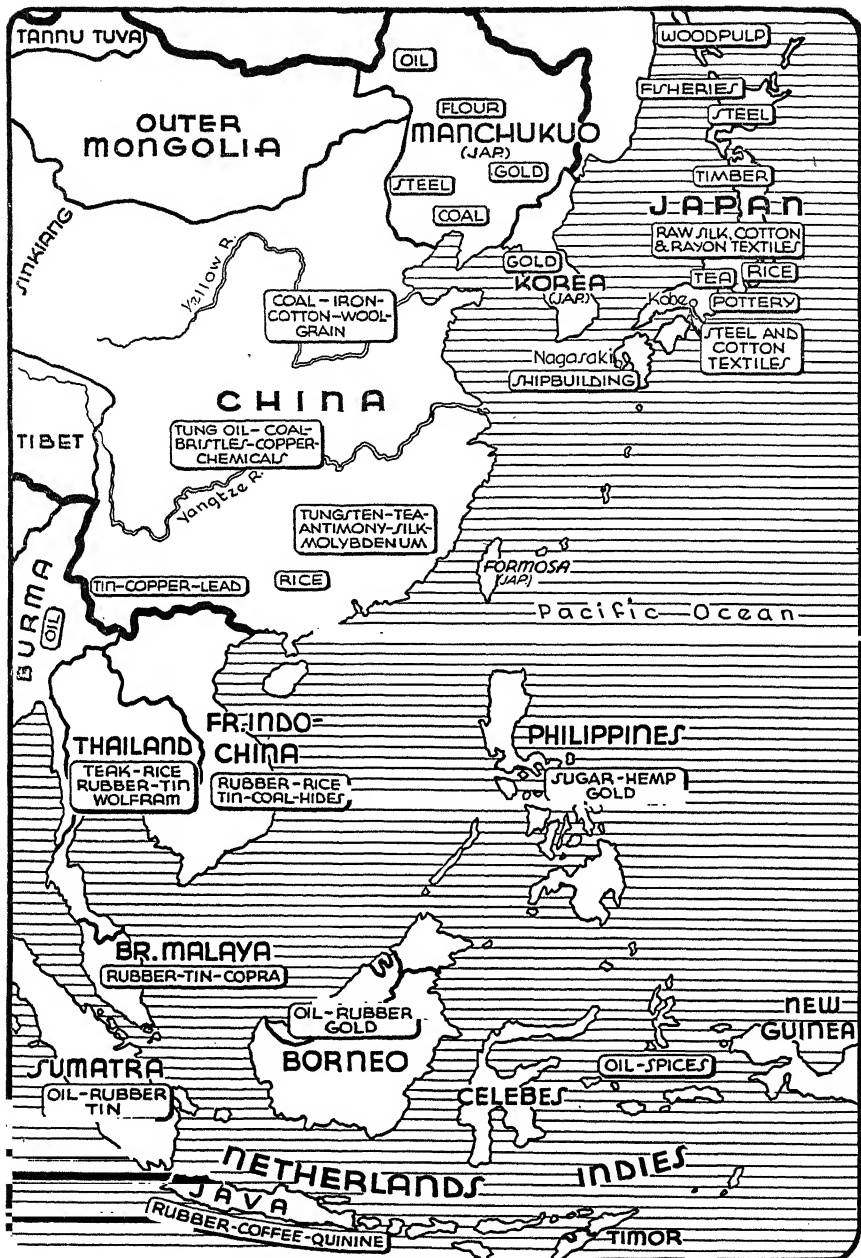 TANNU TUVA
OIL
WOODPULP
FISHERIES
STEEL
FLOUR
OUTER
MONGOLIA
MANCHUKUO
(JAP.)
GOLD
STEEL
COAL
TIMBER
JAPAN
RAW SILK, COTTON
& RAYON TEXTILES
SINKIANG
Yellow R.
GOLD
KOREA
(JAP.)
TEA
RICE
Kobe
POTTERY
COAL-IRON-
COTTON-WOOL-
GRAIN
STEEL AND
COTTON
TEXTILES
Nagasaki
SHIPBUILDING
CHINA
TIBET
TUNG OIL-COAL-
BRISTLES-COPPER-
CHEMICALS
Yangtze R.
TUNGSTEN-TEA-
ANTIMONY-SILK-
MOLYBDENUM
FORMOSA
(JAP.)
TIN-COPPER-LEAD
RICE
Pacific Ocean
BURMA
OIL
THAILAND
TEAK-RICE
RUBBER-TIN
WOLFRAM
FR. INDO-
CHINA
RUBBER-RICE
TIN-COAL-HIDES
PHILIPPINES
SUGAR-HEMP
GOLD
BR. MALAYA
RUBBER-TIN-COPRA
OIL-RUBBER
GOLD
BORNEO
NEW
GUINEA
SUMATRA
OIL-RUBBER
TIN
OIL-SPICES
CELEBES
NETHERLANDS INDIES
JAVA
RUBBER-COFFEE-QUININE
TIMOR